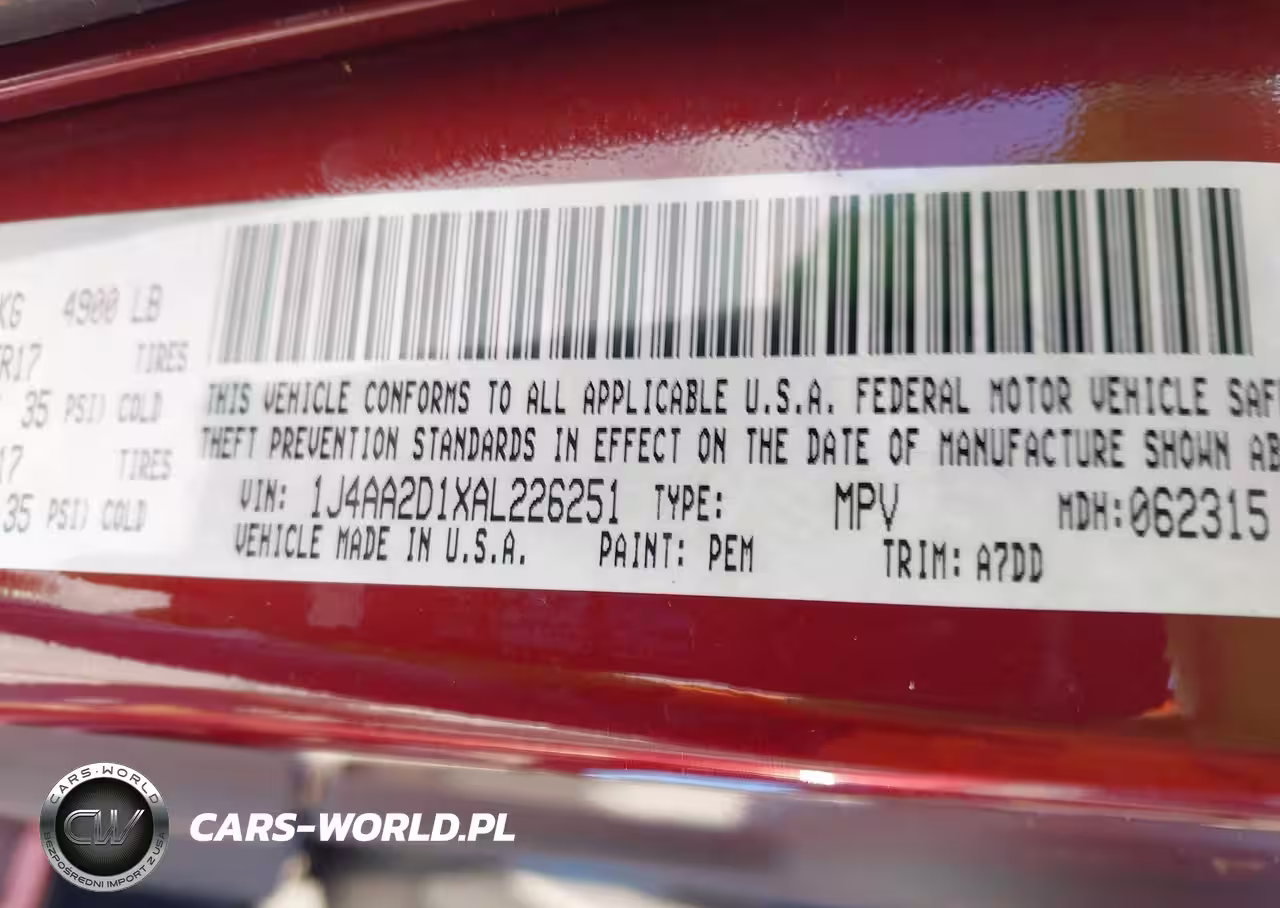 KG 4900 LB
R17 TIRES
35 PSI) COLD
17 TIRES
35 PSI) COLD
THIS VEHICLE CONFORMS TO ALL APPLICABLE U.S.A. FEDERAL MOTOR VEHICLE SAF
THEFT PREVENTION STANDARDS IN EFFECT ON THE DATE OF MANUFACTURE SHOWN AB
VIN: 1J4AA2D1XAL226251 TYPE: MPV MDH:062315
VEHICLE MADE IN U.S.A. PAINT: PEM TRIM: A7DD
CARS-WORLD
CW
BEZPOŚREDNI IMPORT Z USA
CARS-WORLD.PL